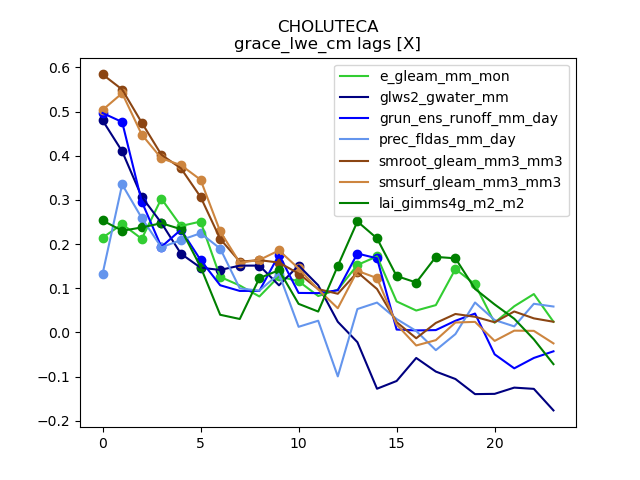 CHOLUTECA
grace_lwe_cm lags [X]
0.6
0.5
0.4
0.3
0.2
0.1
0.0
−0.1
−0.2
0
5
10
15
20
e_gleam_mm_mon
glws2_gwater_mm
grun_ens_runoff_mm_day
prec_fldas_mm_day
smroot_gleam_mm3_mm3
smsurf_gleam_mm3_mm3
lai_gimms4g_m2_m2